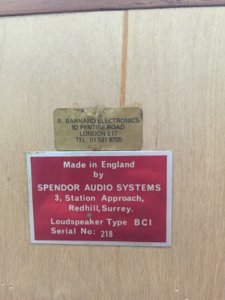 R. BARNARD ELECTRONICS
82 PENTIRE ROAD
LONDON E17
TEL. 01 531 8705
Made in England
by
SPENDOR AUDIO SYSTEMS
3, Station Approach,
Redhill, Surrey.
Loudspeaker Type BC1
Serial No: 218